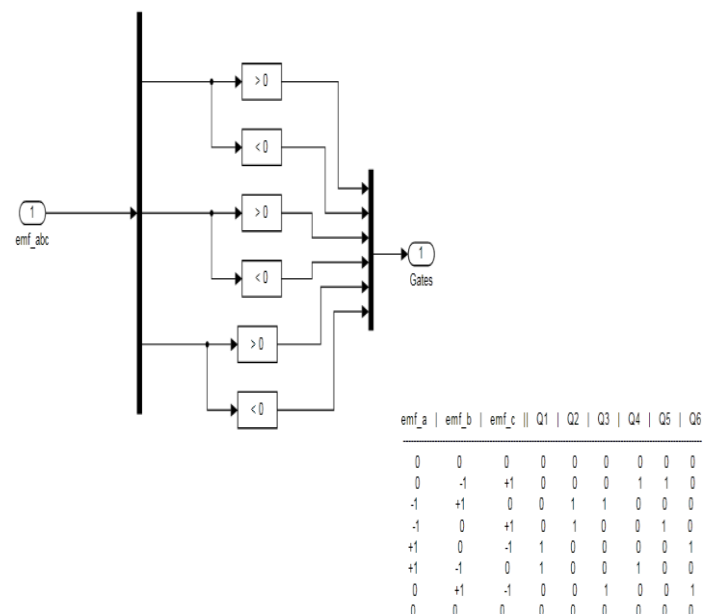 > 0
< 0
1
emf_abc
> 0
< 0
> 0
< 0
1
Gates
emf_a | emf_b | emf_c || Q1 | Q2 | Q3 | Q4 | Q5 | Q6
0 0 0 0 0 0 0 0 0
0 -1 +1 0 0 0 1 1 0
-1 +1 0 0 1 1 0 0 0
-1 0 +1 0 1 0 0 1 0
+1 0 -1 1 0 0 0 0 1
+1 -1 0 1 0 0 1 0 0
0 +1 -1 0 0 1 0 0 1
0 0 0 0 0 0 0 0 0